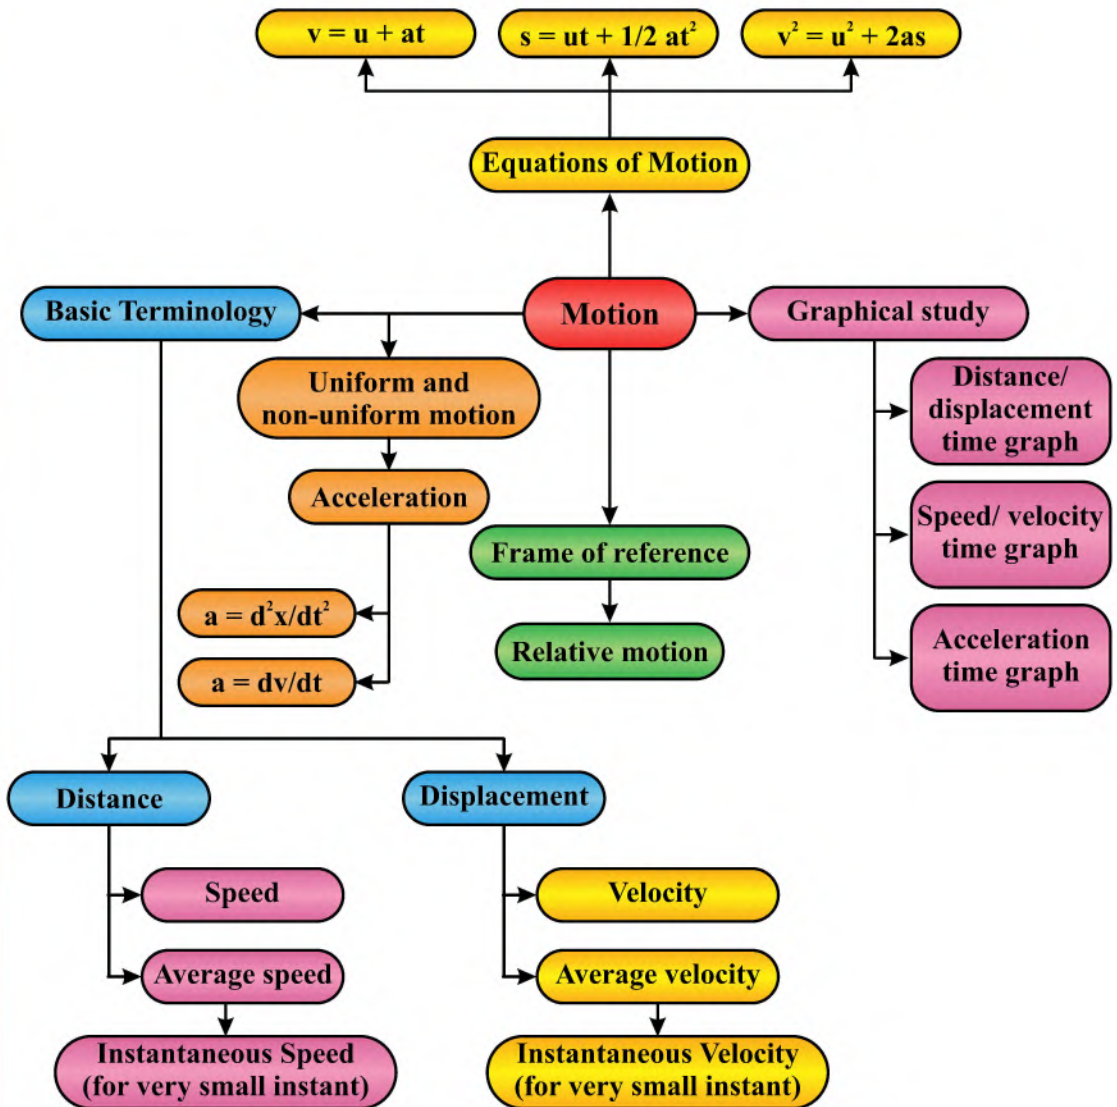 v = u + at
s = ut + 1/2 at²
v² = u² + 2as
Equations of Motion
Basic Terminology
Motion
Graphical study
Uniform and
non-uniform motion
Acceleration
a = d²x/dt²
a = dv/dt
Frame of reference
Relative motion
Distance/
displacement
time graph
Speed/ velocity
time graph
Acceleration
time graph
Distance
Displacement
Speed
Average speed
Instantaneous Speed
(for very small instant)
Velocity
Average velocity
Instantaneous Velocity
(for very small instant)